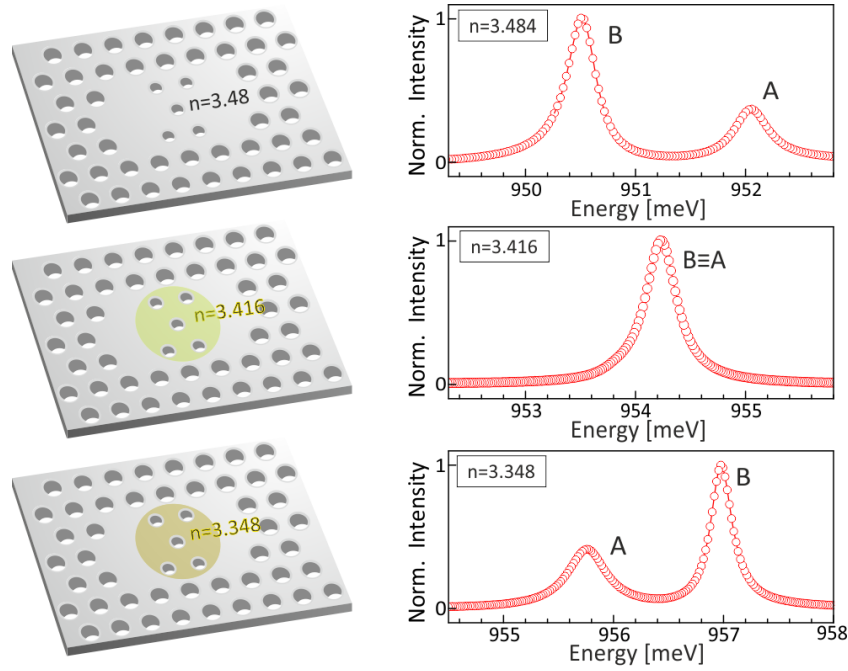 n=3.48
n=3.484
B
A
1
0
Norm. Intensity
950 951 952
Energy [meV]
n=3.416
n=3.416
B≡A
1
0
Norm. Intensity
953 954 955
Energy [meV]
n=3.348
n=3.348
A
B
1
0
Norm. Intensity
955 956 957 958
Energy [meV]